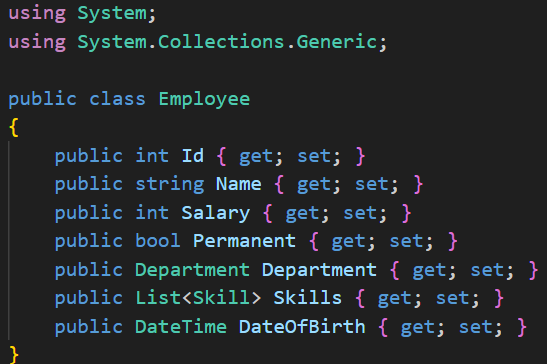 using System;
using System.Collections.Generic;

public class Employee
{
    public int Id { get; set; }
    public string Name { get; set; }
    public int Salary { get; set; }
    public bool Permanent { get; set; }
    public Department Department { get; set; }
    public List<Skill> Skills { get; set; }
    public DateTime DateOfBirth { get; set; }
}